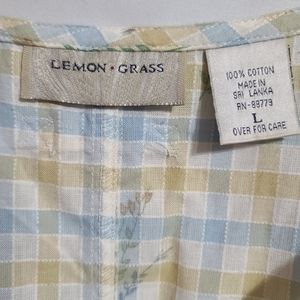 LEMON · GRASS
100% COTTON
MADE IN
SRI LANKA
RN-88779
L
OVER FOR CARE